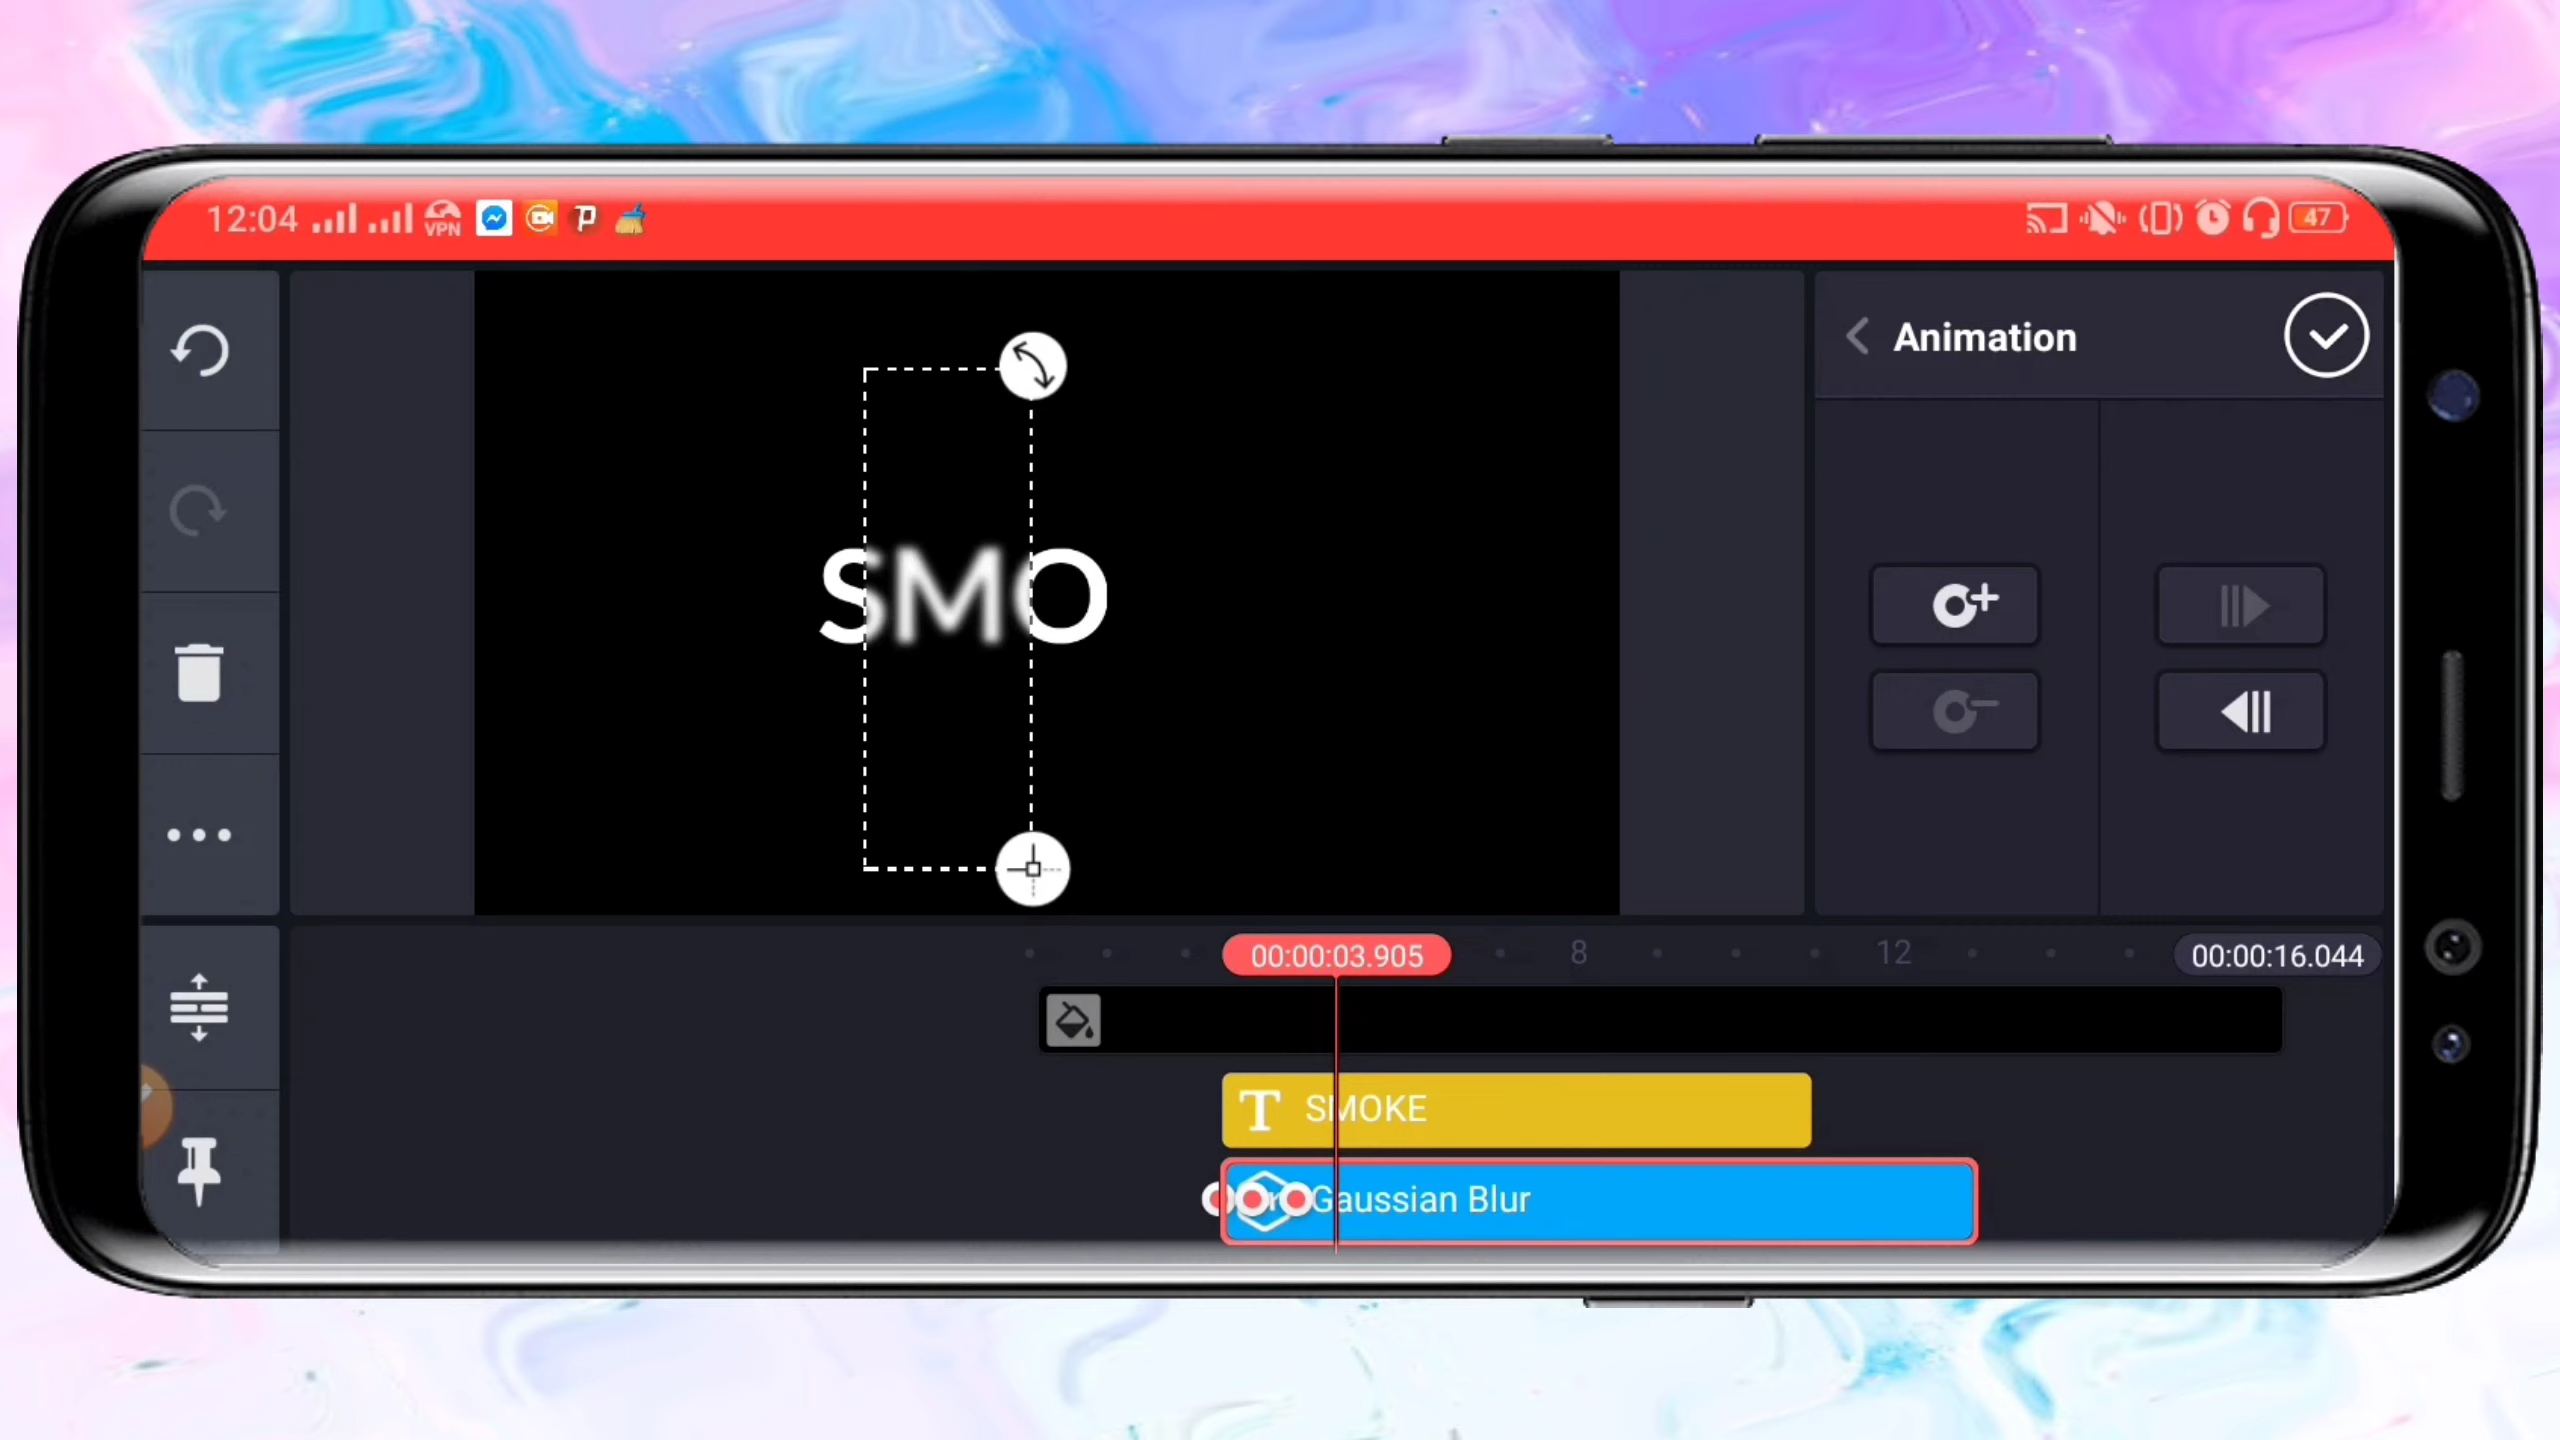 12:04 VPN 47
Animation
SMO
00:00:03.905 8 12 00:00:16.044
T SMOKE
Gaussian Blur